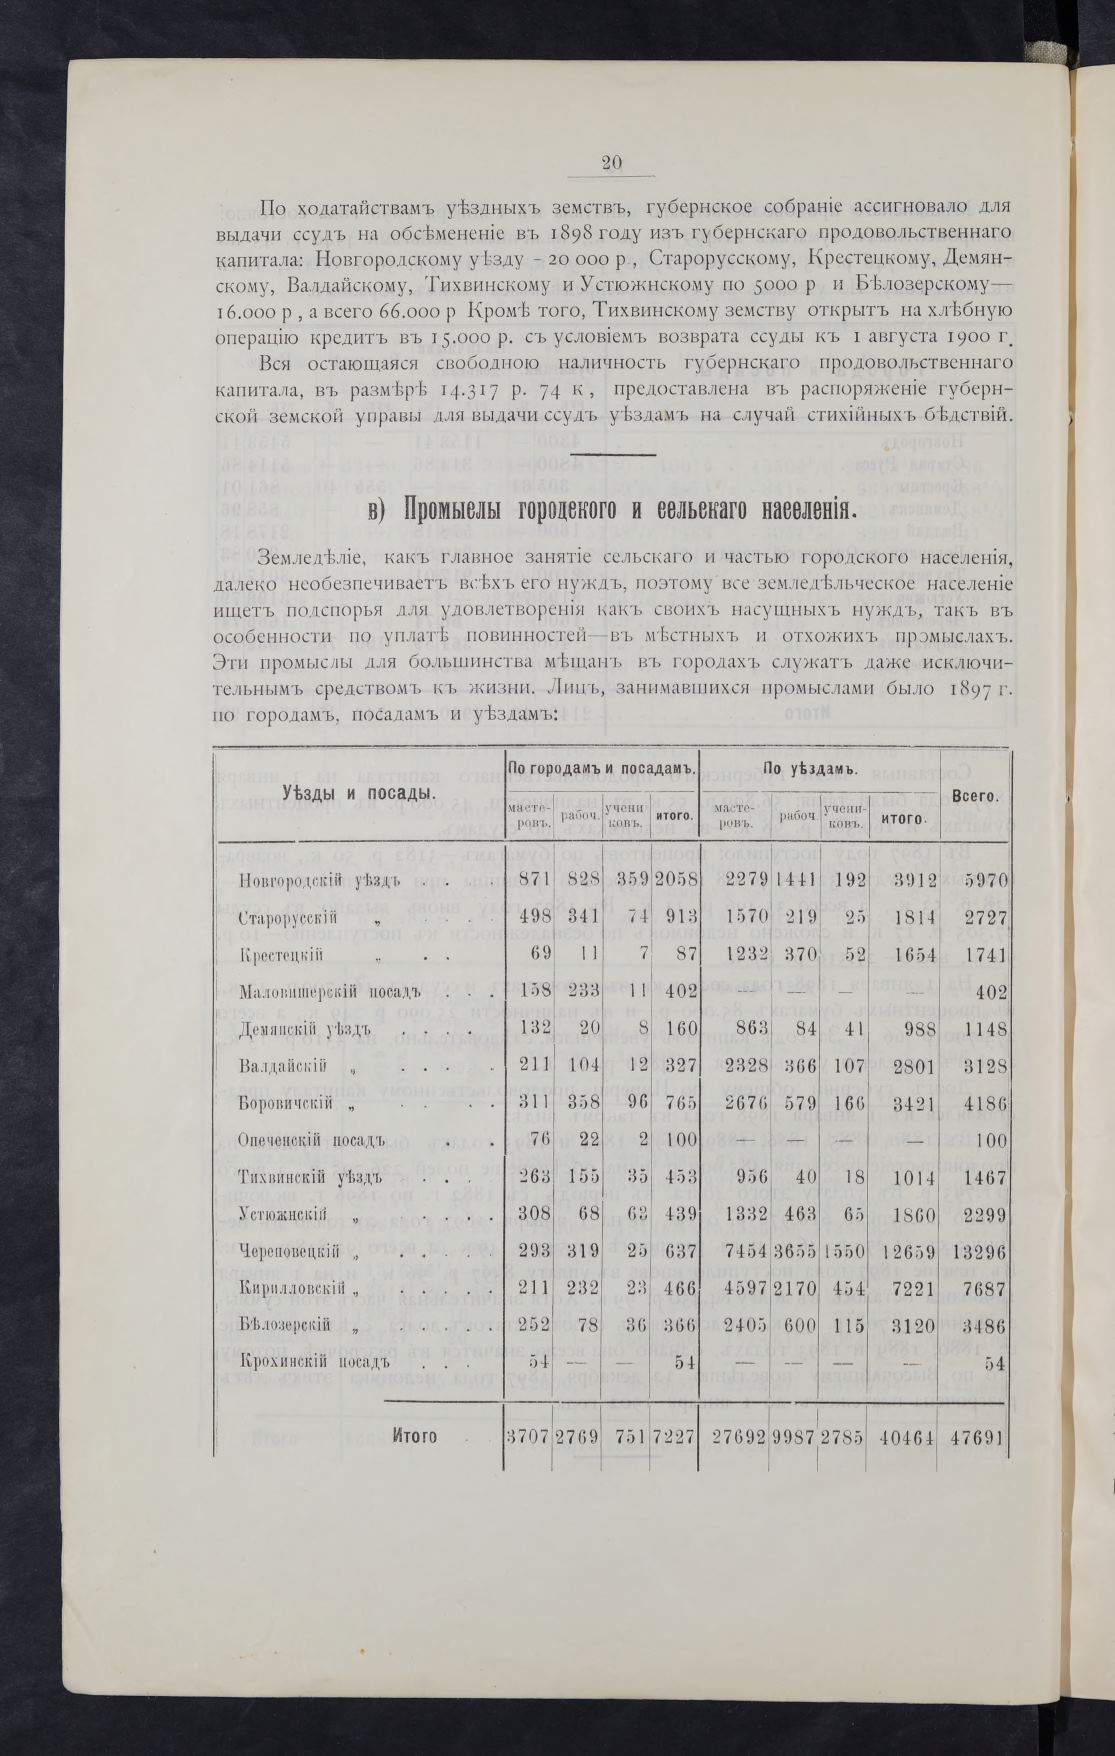 20
По ходатайствамъ уѣздныхъ земствъ, губернское собраніе ассигновало для
выдачи ссудъ на обсѣмененіе въ 1898 году изъ губернскаго продовольственнаго
капитала: Новгородскому уѣзду - 20 000 р , Старорусскому, Крестецкому, Демян-
скому, Валдайскому, Тихвинскому и Устюжнскому по 5000 р и Бѣлозерскому—
16.000 р , а всего 66.000 р Кромѣ того, Тихвинскому земству открытъ на хлѣбную
операцію кредитъ въ 15.000 р. съ условіемъ возврата ссуды къ 1 августа 1900 г.
Вся остающаяся свободною наличность губернскаго продовольственнаго
капитала, въ размѣрѣ 14.317 р. 74 к , предоставлена въ распоряженіе губерн-
ской земской управы для выдачи ссудъ уѣздамъ на случай стихійныхъ бѣдствій.
в) Промыслы городского и сельскаго населенія.
Земледѣліе, какъ главное занятіе сельскаго и частью городского населенія,
далеко необезпечиваетъ всѣхъ его нуждъ, поэтому все земледѣльческое населеніе
ищетъ подспорья для удовлетворенія какъ своихъ насущныхъ нуждъ, такъ въ
особенности по уплатѣ повинностей—въ мѣстныхъ и отхожихъ промыслахъ.
Эти промыслы для большинства мѣщанъ въ городахъ служатъ даже исключи-
тельнымъ средствомъ къ жизни. Лицъ, занимавшихся промыслами было 1897 г.
по городамъ, посадамъ и уѣздамъ:
Уѣзды и посады. По городамъ и посадамъ. По уѣздамъ. Всего.
масте-ровъ. рабоч. учени-ковъ. итого. масте-ровъ. рабоч. учени-ковъ. итого.
Новгородскій уѣздъ . . . 871 828 359 2058 2279 1441 192 3912 5970
Старорусскій „ . . . . 498 341 74 913 1570 219 25 1814 2727
Крестецкій „ . . 69 11 7 87 1232 370 52 1654 1741
Маловишерскій посадъ . . . 158 233 11 402 — — — — 402
Демянскій уѣздъ . . . . 132 20 8 160 863 84 41 988 1148
Валдайскій „ . . . . 211 104 12 327 2328 366 107 2801 3128
Боровичскій „ . . . . 311 358 96 765 2676 579 166 3421 4186
Опеченскій посадъ . . 76 22 2 100 — — — — 100
Тихвинскій уѣздъ . . . 263 155 35 453 956 40 18 1014 1467
Устюжнскій „ . . . . 308 68 63 439 1332 463 65 1860 2299
Череповецкій „ . . . . . 293 319 25 637 7454 3655 1550 12659 13296
Кирилловскій „ . . . . . 211 232 23 466 4597 2170 454 7221 7687
Бѣлозерскій „ . . . . . 252 78 36 366 2405 600 115 3120 3486
Крохинскій посадъ . . . 54 — — 54 — — — — 54
Итого . . 3707 2769 751 7227 27692 9987 2785 40464 47691